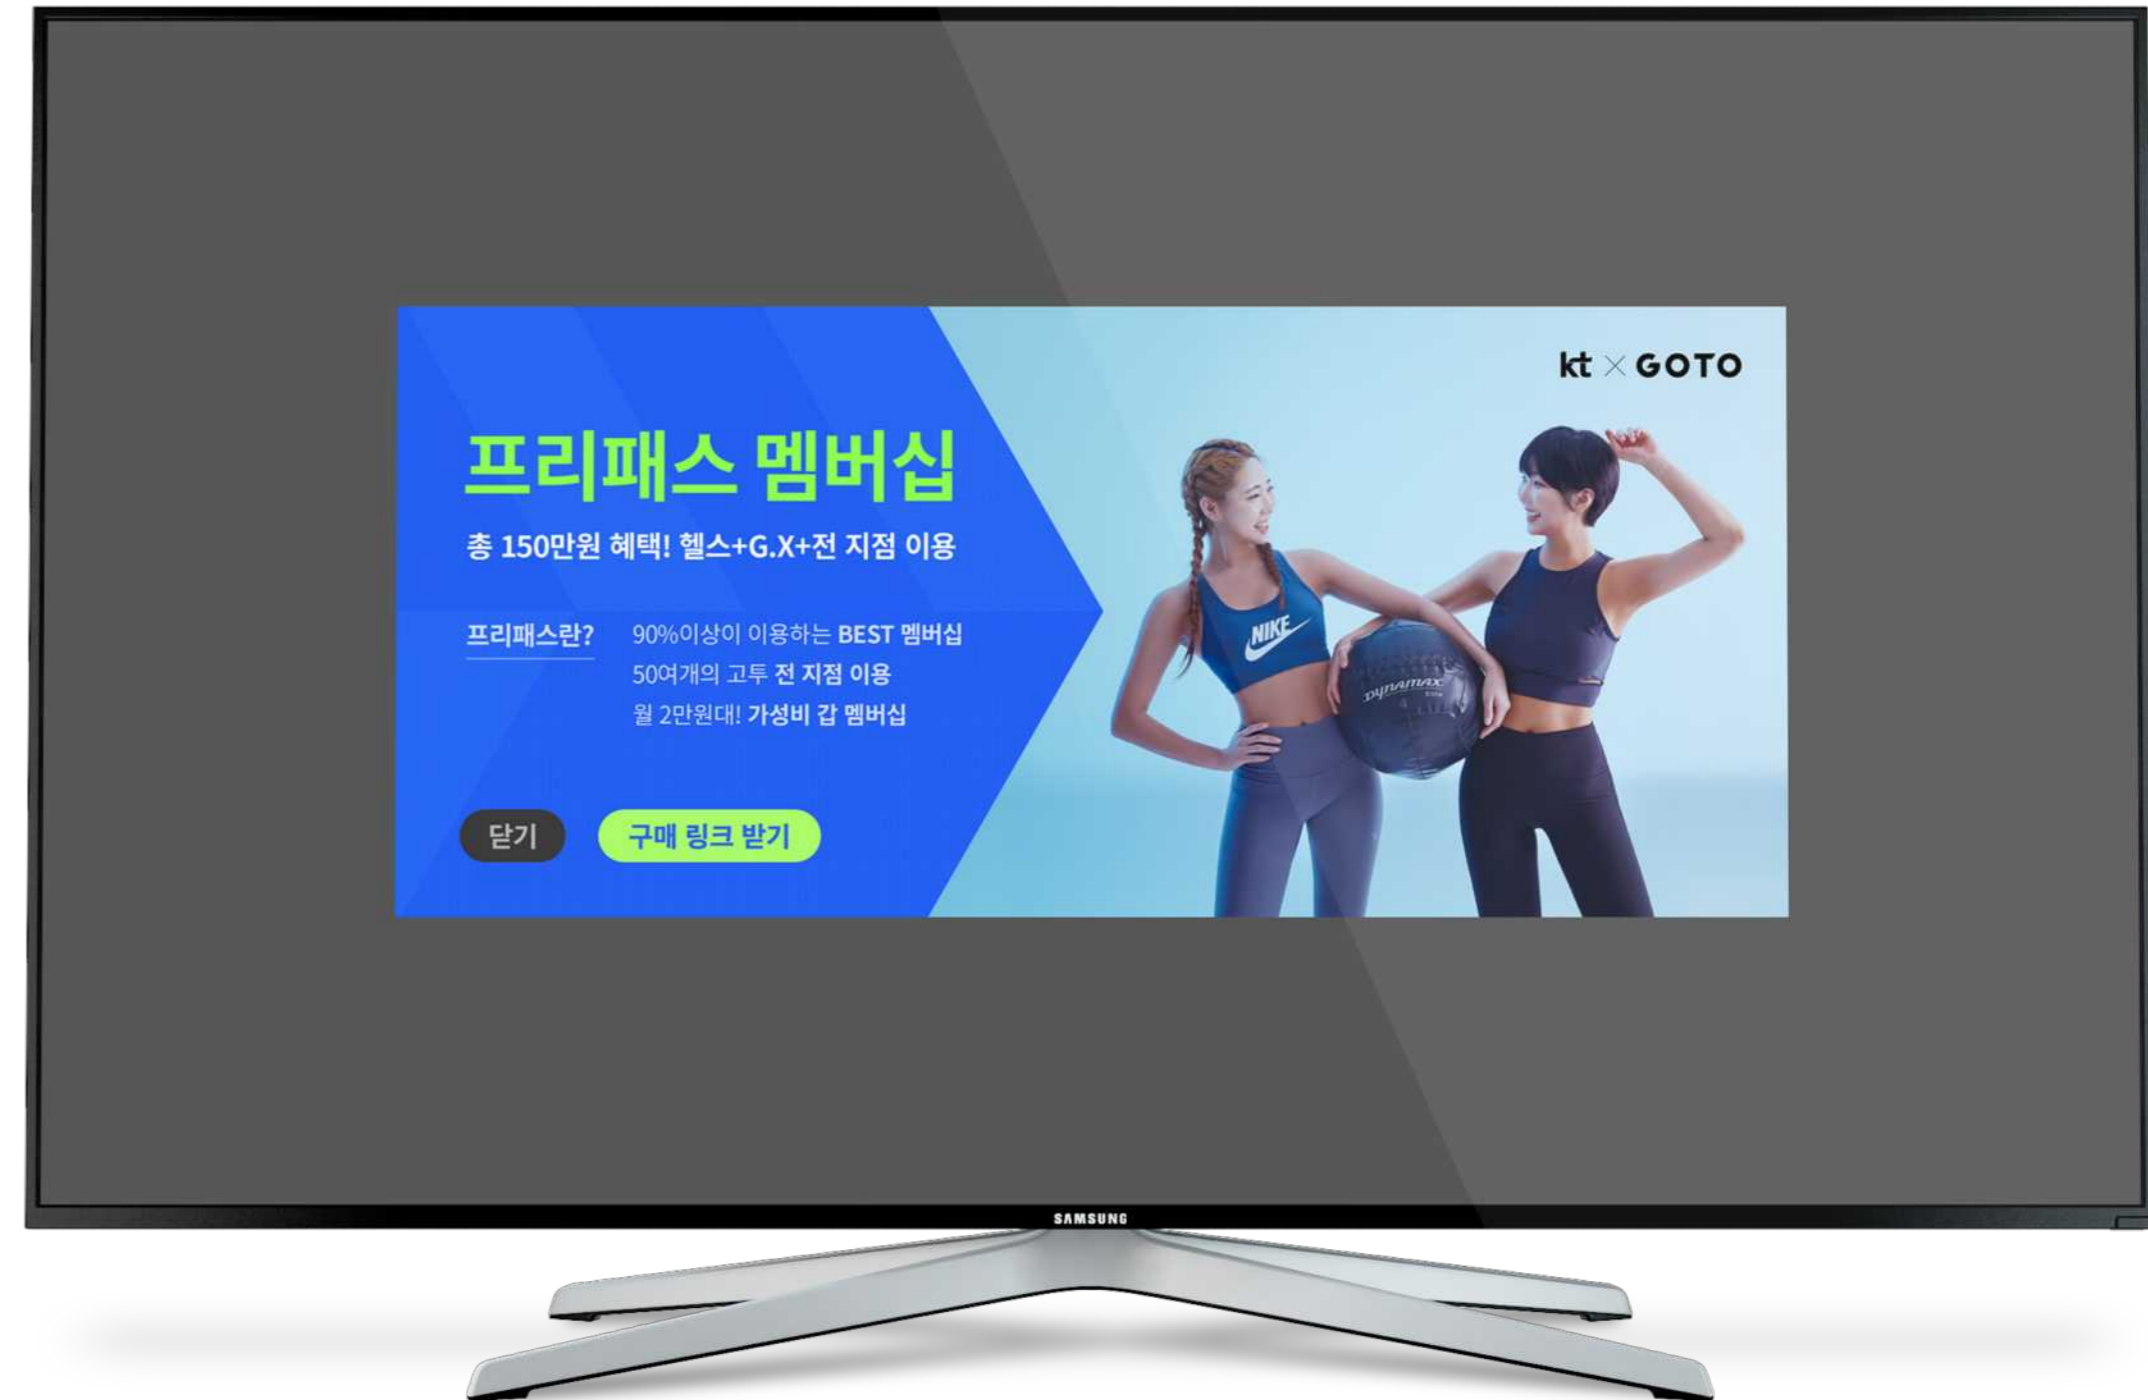 kt × GOTO
프리패스 멤버십
총 150만원 혜택! 헬스+G.X+전 지점 이용
프리패스란? 90%이상이 이용하는 BEST 멤버십
50여개의 고투 전 지점 이용
월 2만원대! 가성비 갑 멤버십
닫기 구매 링크 받기
NIKE
DYNAMAX
SAMSUNG